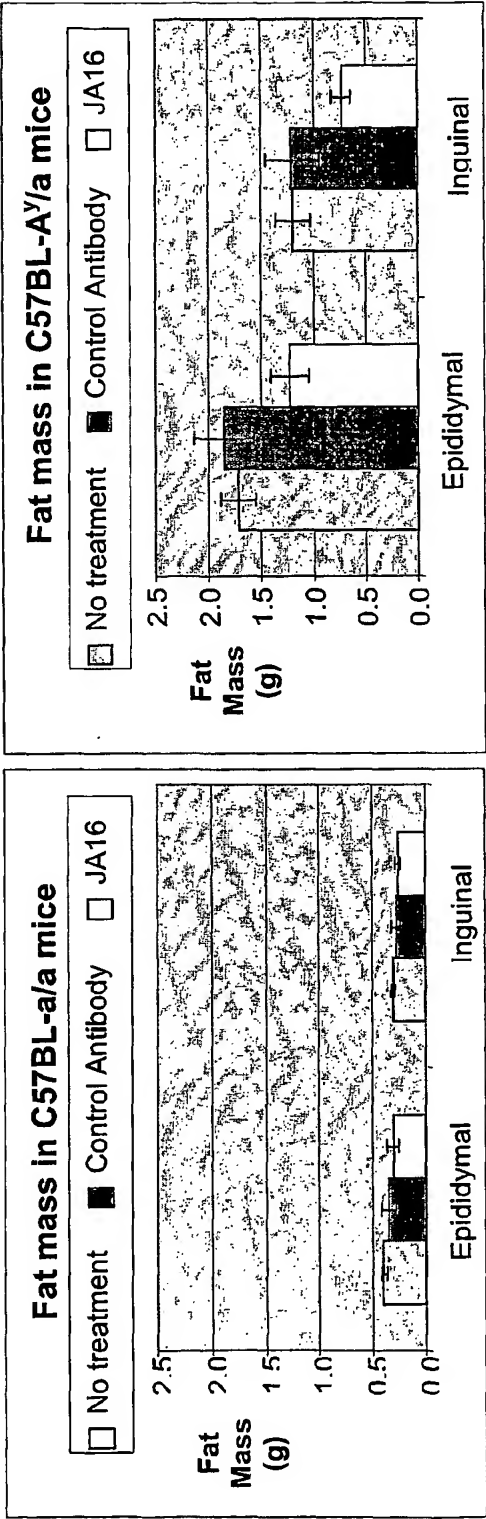 Fat mass in C57BL-a/a mice
No treatment Control Antibody JA16
Fat
Mass
(g)
2.5
2.0
1.5
1.0
0.5
0.0
Epididymal Inguinal
Fat mass in C57BL-Aʸ/a mice
No treatment Control Antibody JA16
Fat
Mass
(g)
2.5
2.0
1.5
1.0
0.5
0.0
Epididymal Inguinal